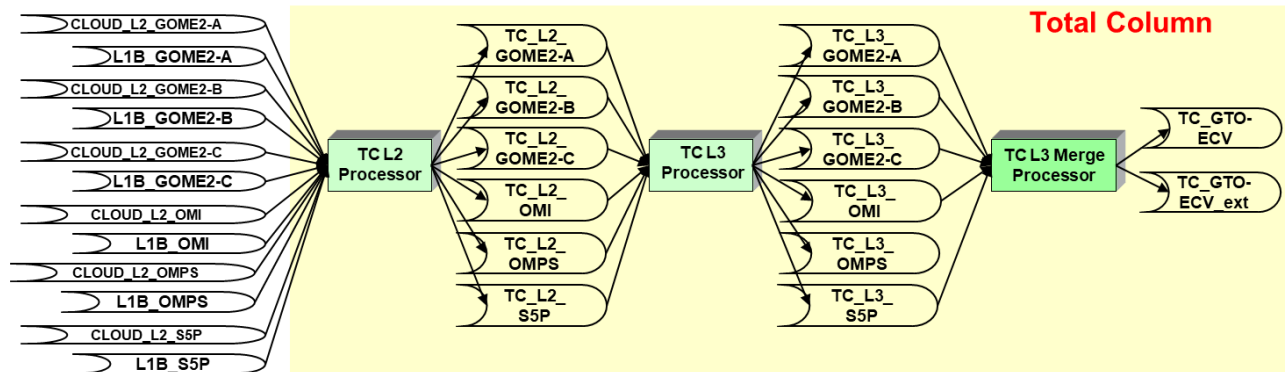 Total Column
CLOUD_L2_GOME2-A
L1B_GOME2-A
CLOUD_L2_GOME2-B
L1B_GOME2-B
CLOUD_L2_GOME2-C
L1B_GOME2-C
CLOUD_L2_OMI
L1B_OMI
CLOUD_L2_OMPS
L1B_OMPS
CLOUD_L2_S5P
L1B_S5P
TC L2
Processor
TC_L2_
GOME2-A
TC_L2_
GOME2-B
TC_L2_
GOME2-C
TC_L2_
OMI
TC_L2_
OMPS
TC_L2_
S5P
TC L3
Processor
TC_L3_
GOME2-A
TC_L3_
GOME2-B
TC_L3_
GOME2-C
TC_L3_
OMI
TC_L3_
OMPS
TC_L3_
S5P
TC L3 Merge
Processor
TC_GTO-
ECV
TC_GTO-
ECV_ext